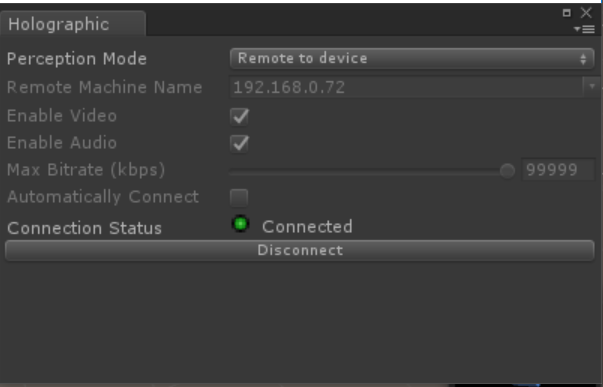 Holographic
Perception Mode Remote to device
Remote Machine Name 192.168.0.72
Enable Video
Enable Audio
Max Bitrate (kbps) 99999
Automatically Connect
Connection Status Connected
Disconnect